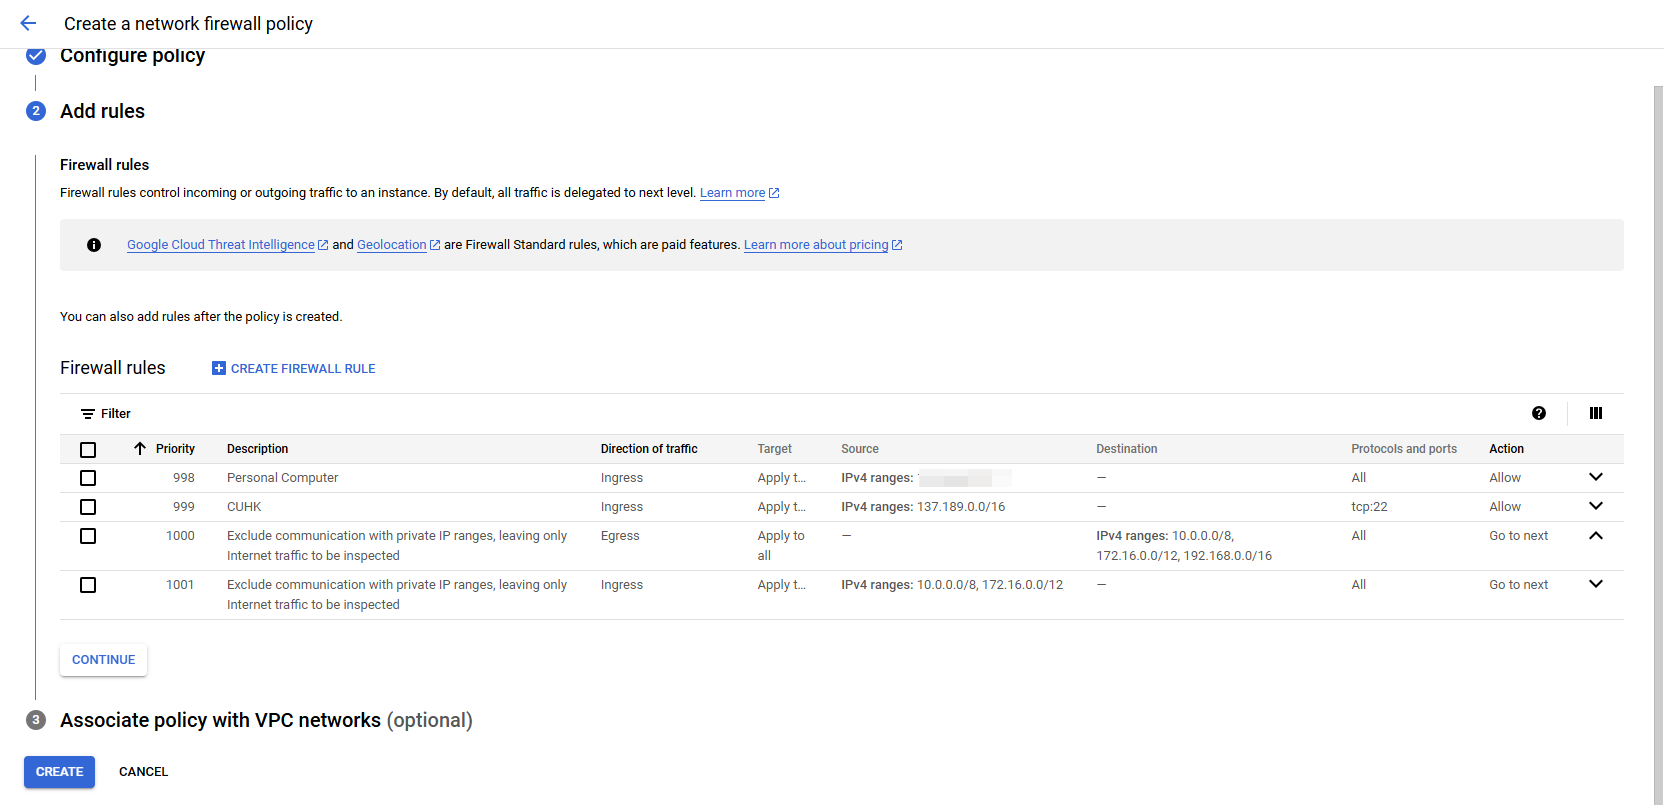 Create a network firewall policy
Configure policy
2 Add rules
Firewall rules
Firewall rules control incoming or outgoing traffic to an instance. By default, all traffic is delegated to next level. Learn more
Google Cloud Threat Intelligence and Geolocation are Firewall Standard rules, which are paid features. Learn more about pricing
You can also add rules after the policy is created.
Firewall rules CREATE FIREWALL RULE
Filter
Priority Description Direction of traffic Target Source Destination Protocols and ports Action
998 Personal Computer Ingress Apply t... IPv4 ranges: — All Allow
999 CUHK Ingress Apply t... IPv4 ranges: 137.189.0.0/16 — tcp:22 Allow
1000 Exclude communication with private IP ranges, leaving only Egress Apply to — IPv4 ranges: 10.0.0.0/8, All Go to next
Internet traffic to be inspected all 172.16.0.0/12, 192.168.0.0/16
1001 Exclude communication with private IP ranges, leaving only Ingress Apply t... IPv4 ranges: 10.0.0.0/8, 172.16.0.0/12 — All Go to next
Internet traffic to be inspected
CONTINUE
3 Associate policy with VPC networks (optional)
CREATE CANCEL